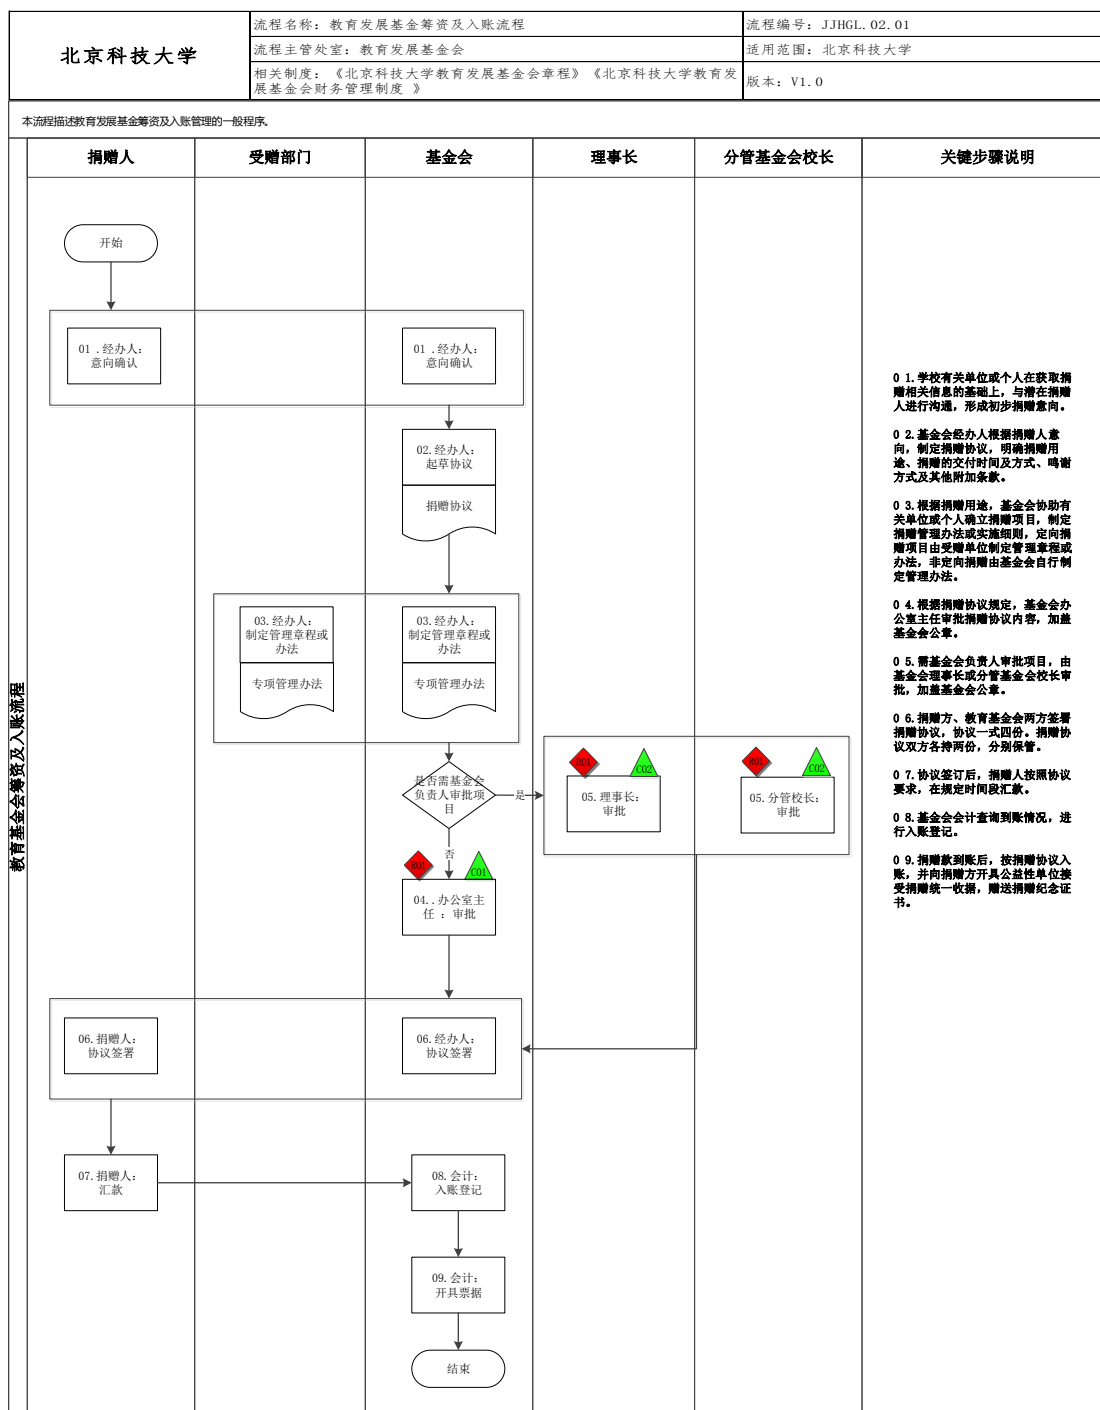 北京科技大学
流程名称：教育发展基金筹资及入账流程
流程编号：JJHGL.02.01
流程主管处室：教育发展基金会
适用范围：北京科技大学
相关制度：《北京科技大学教育发展基金会章程》《北京科技大学教育发
展基金会财务管理制度 》
版本：V1.0
本流程描述教育发展基金筹资及入账管理的一般程序。
教育基金会筹资及入账流程
捐赠人
受赠部门
基金会
理事长
分管基金会校长
关键步骤说明
开始
01 .经办人：
意向确认
01 .经办人：
意向确认
02.经办人：
起草协议
捐赠协议
03.经办人：
制定管理章程或
办法
专项管理办法
03.经办人：
制定管理章程或
办法
专项管理办法
是否需基金会
负责人审批项
目
是
否
R01
C02
05.理事长：
审批
R01
C02
05.分管校长：
审批
R01
C01
04..办公室主
任 ：审批
06.捐赠人：
协议签署
06.经办人：
协议签署
07.捐赠人：
汇款
08.会计：
入账登记
09.会计：
开具票据
结束
0 1.学校有关单位或个人在获取捐
赠相关信息的基础上，与潜在捐赠
人进行沟通，形成初步捐赠意向。
0 2.基金会经办人根据捐赠人意
向，制定捐赠协议，明确捐赠用
途、捐赠的交付时间及方式、鸣谢
方式及其他附加条款。
0 3.根据捐赠用途，基金会协助有
关单位或个人确立捐赠项目，制定
捐赠管理办法或实施细则，定向捐
赠项目由受赠单位制定管理章程或
办法，非定向捐赠由基金会自行制
定管理办法。
0 4.根据捐赠协议规定，基金会办
公室主任审批捐赠协议内容，加盖
基金会公章。
0 5.需基金会负责人审批项目，由
基金会理事长或分管基金会校长审
批，加盖基金会公章。
0 6.捐赠方、教育基金会两方签署
捐赠协议，协议一式四份。捐赠协
议双方各持两份，分别保管。
0 7.协议签订后，捐赠人按照协议
要求，在规定时间段汇款。
0 8.基金会会计查询到账情况，进
行入账登记。
0 9.捐赠款到账后，按捐赠协议入
账，并向捐赠方开具公益性单位接
受捐赠统一收据，赠送捐赠纪念证
书。